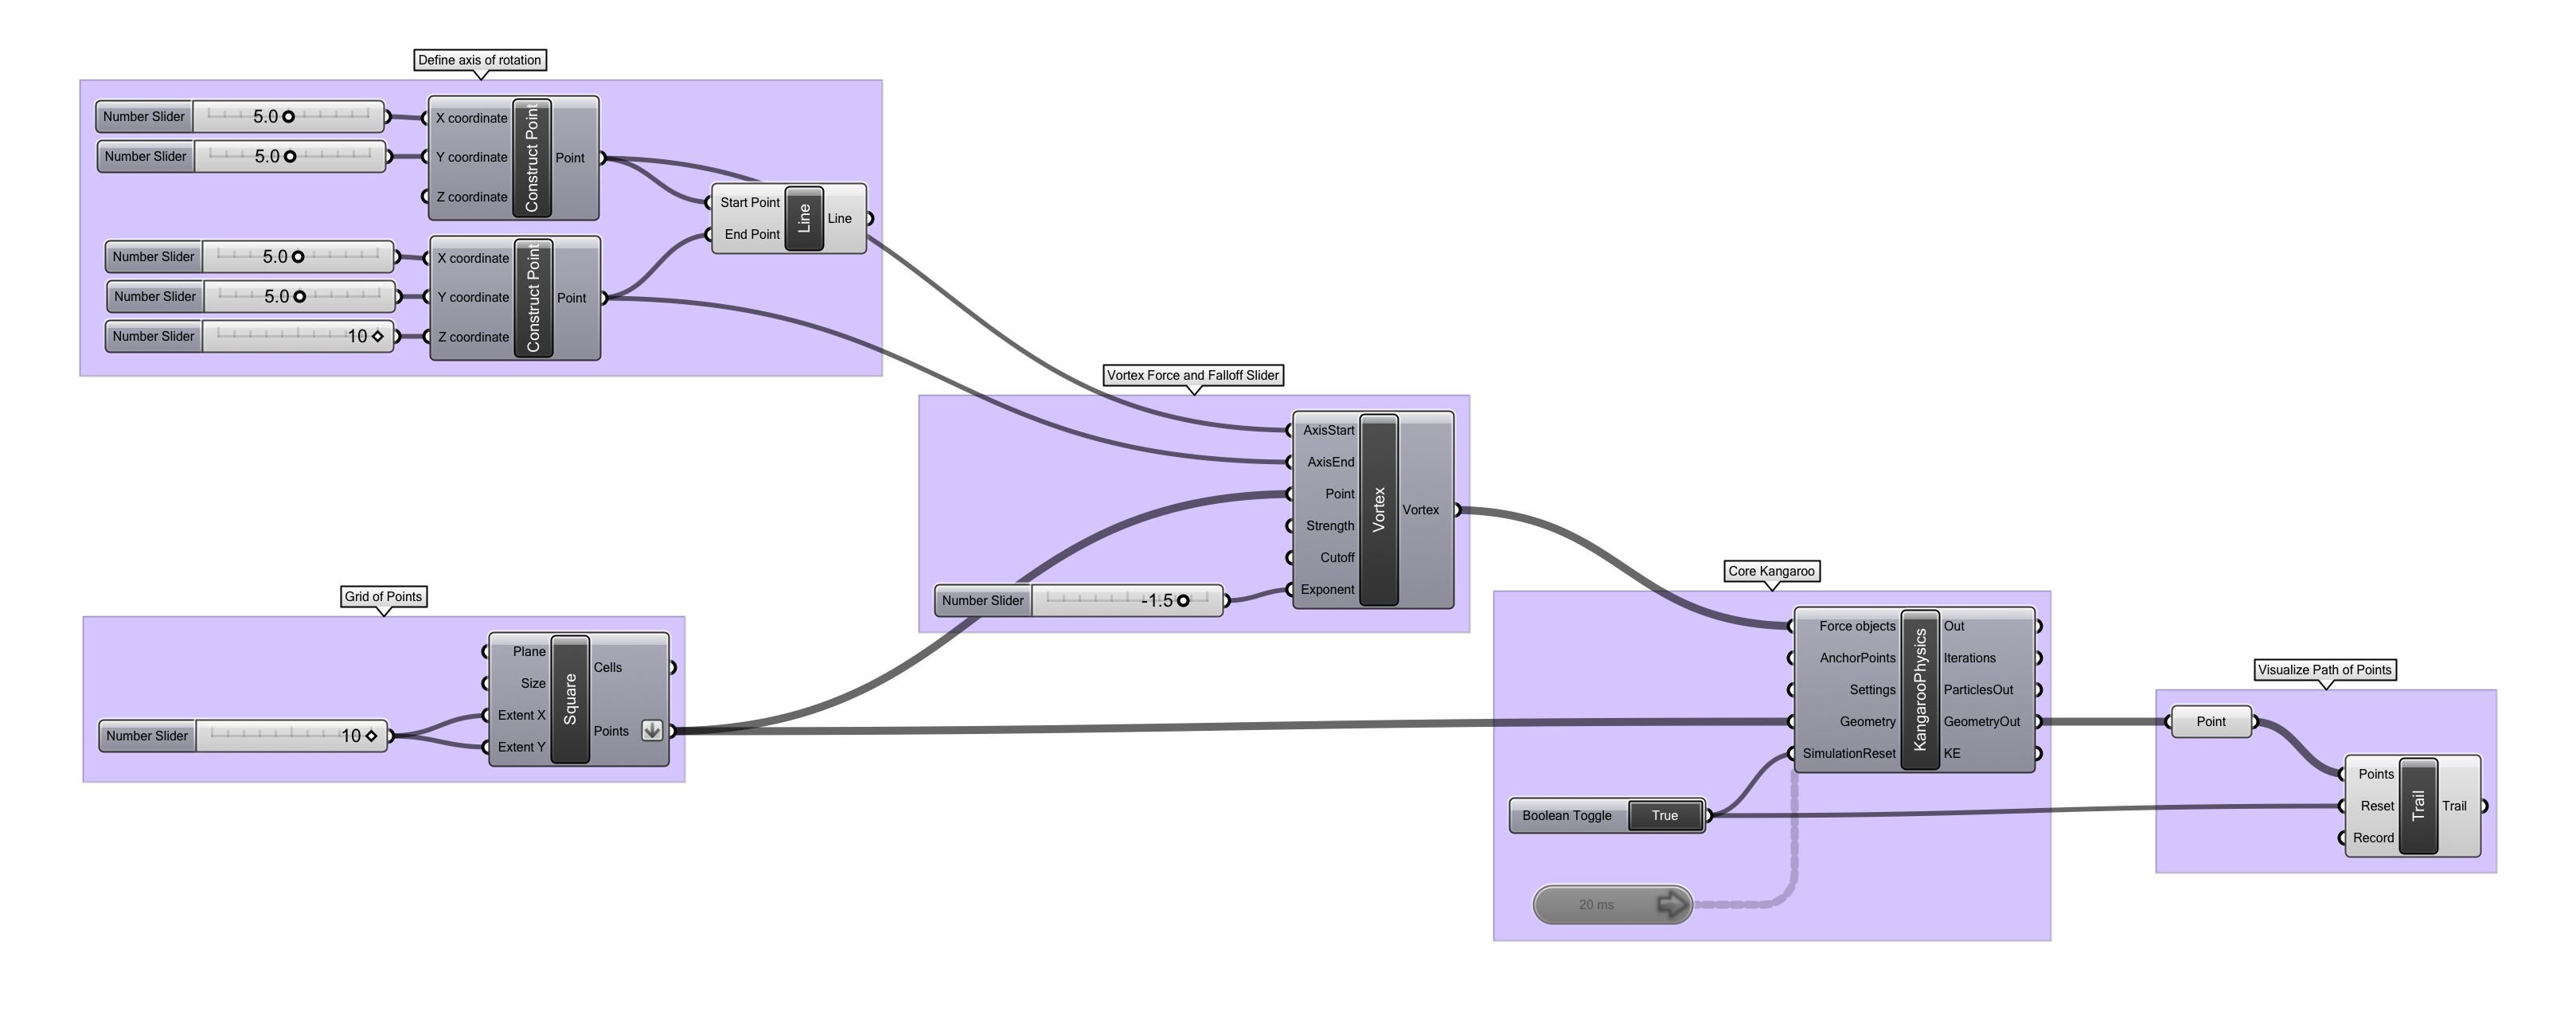 Define axis of rotation
Number Slider 5.0
Number Slider 5.0
X coordinate
Y coordinate
Z coordinate
Construct Point
Point
Number Slider 5.0
Number Slider 5.0
Number Slider 10
X coordinate
Y coordinate
Z coordinate
Construct Point
Point
Start Point
End Point
Line
Line
Vortex Force and Falloff Slider
Number Slider -1.5
AxisStart
AxisEnd
Point
Strength
Cutoff
Exponent
Vortex
Vortex
Grid of Points
Number Slider 10
Plane
Size
Extent X
Extent Y
Square
Cells
Points
Core Kangaroo
Force objects
AnchorPoints
Settings
Geometry
SimulationReset
KangarooPhysics
Out
Iterations
ParticlesOut
GeometryOut
KE
Boolean Toggle True
20 ms
Visualize Path of Points
Point
Points
Reset
Record
Trail
Trail